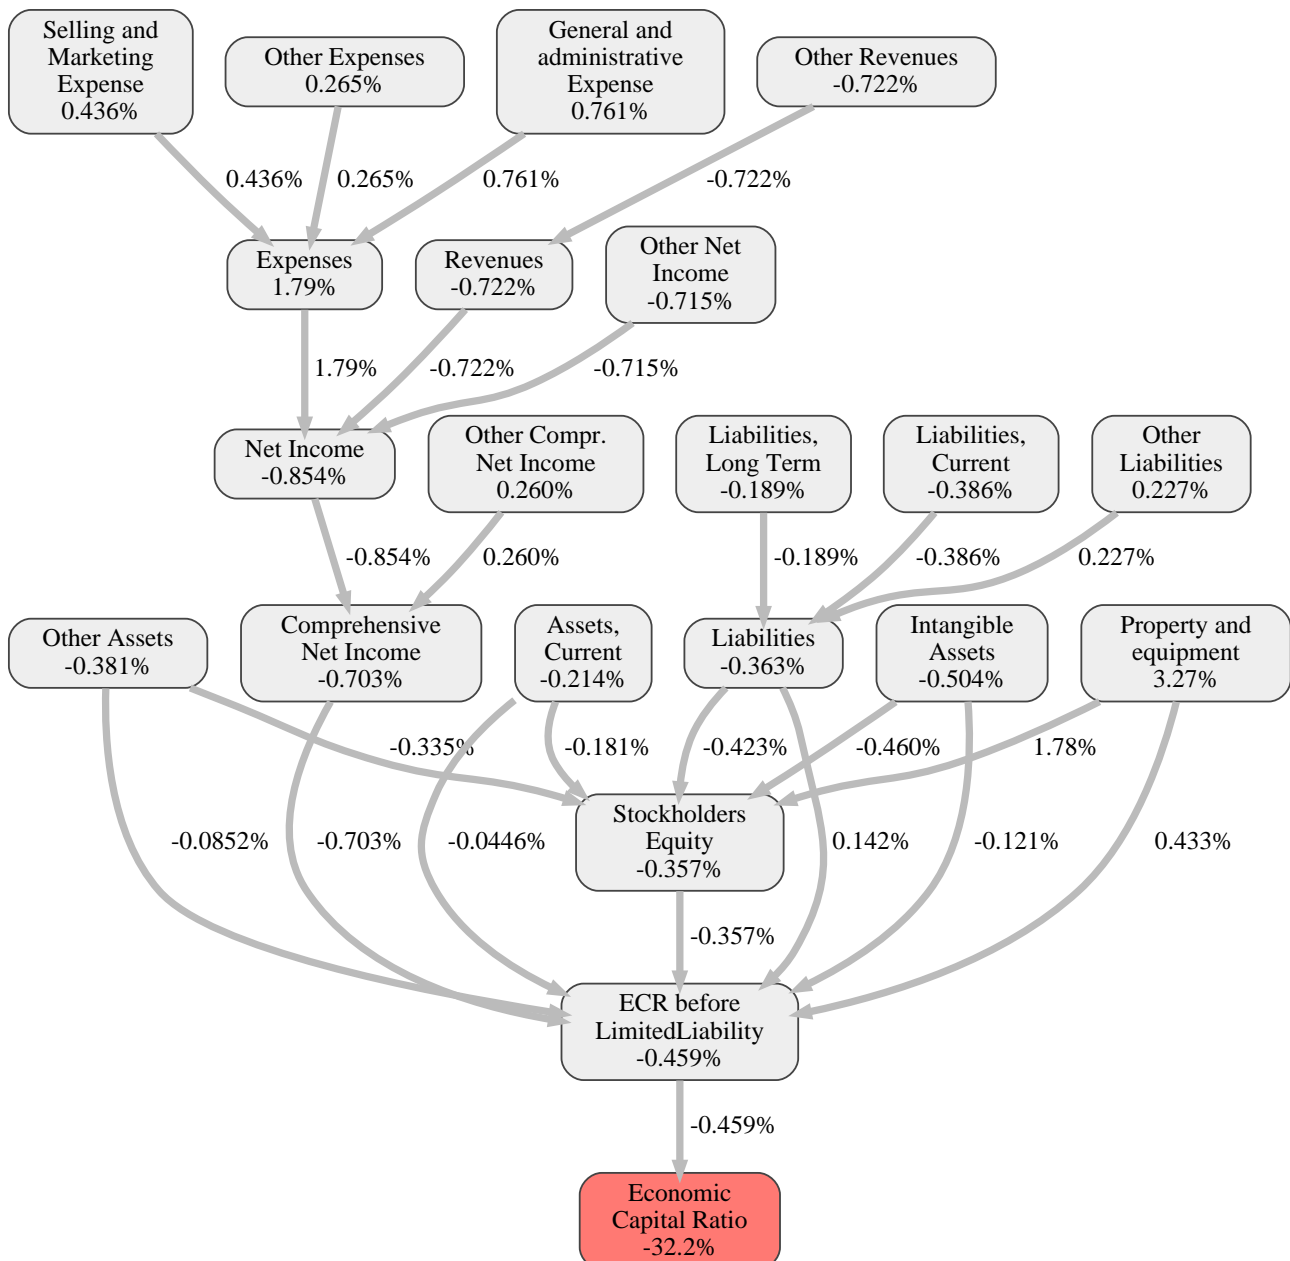 Selling and
Marketing
Expense
0.436%
Other Expenses
0.265%
General and
administrative
Expense
0.761%
Other Revenues
-0.722%
0.436%
0.265%
0.761%
-0.722%
Expenses
1.79%
Revenues
-0.722%
Other Net
Income
-0.715%
1.79%
-0.722%
-0.715%
Net Income
-0.854%
Other Compr.
Net Income
0.260%
Liabilities,
Long Term
-0.189%
Liabilities,
Current
-0.386%
Other
Liabilities
0.227%
-0.854%
0.260%
-0.189%
-0.386%
0.227%
Other Assets
-0.381%
Comprehensive
Net Income
-0.703%
Assets,
Current
-0.214%
Liabilities
-0.363%
Intangible
Assets
-0.504%
Property and
equipment
3.27%
-0.335%
-0.181%
-0.423%
-0.460%
1.78%
Stockholders
Equity
-0.357%
-0.0852%
-0.703%
-0.0446%
0.142%
-0.121%
0.433%
-0.357%
ECR before
LimitedLiability
-0.459%
-0.459%
Economic
Capital Ratio
-32.2%